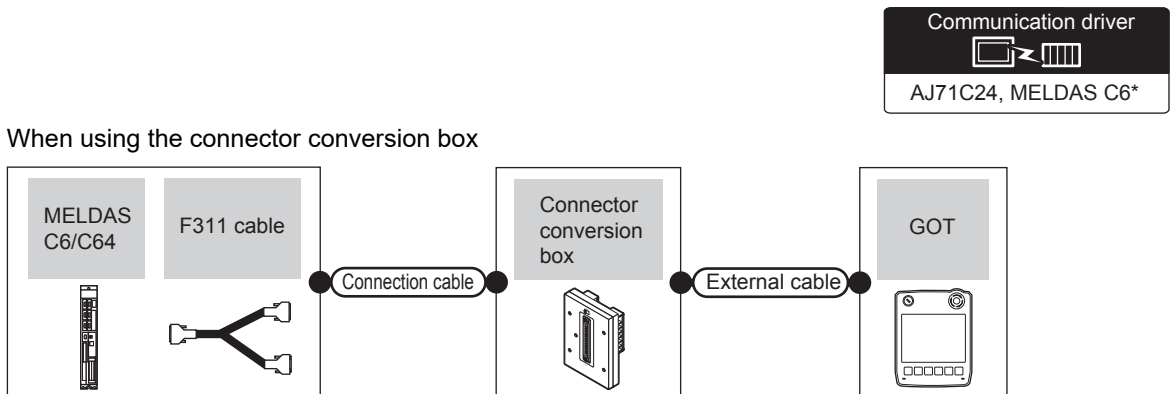 Communication driver
AJ71C24, MELDAS C6*
When using the connector conversion box
MELDAS
C6/C64
F311 cable
Connection cable
Connector
conversion
box
External cable
GOT